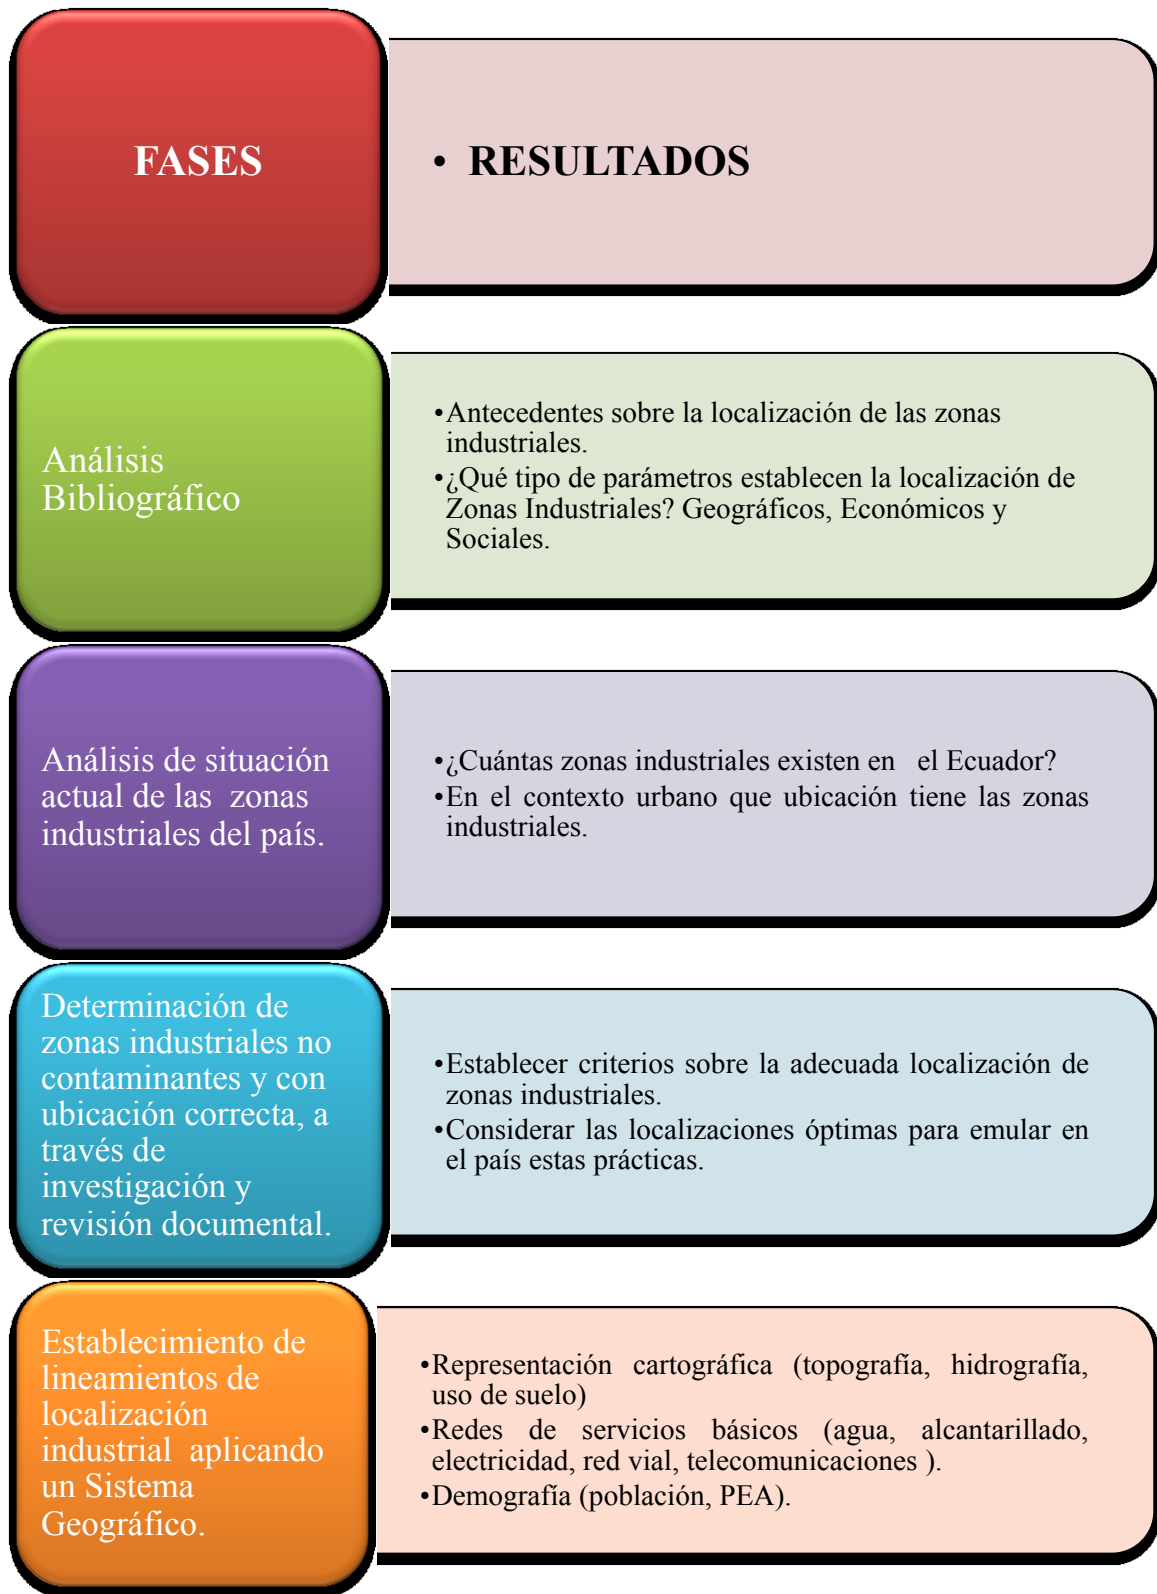 FASES
• RESULTADOS
Análisis
Bibliográfico
•Antecedentes sobre la localización de las zonas
industriales.
•¿Qué tipo de parámetros establecen la localización de
Zonas Industriales? Geográficos, Económicos y
Sociales.
Análisis de situación
actual de las zonas
industriales del país.
•¿Cuántas zonas industriales existen en el Ecuador?
•En el contexto urbano que ubicación tiene las zonas
industriales.
Determinación de
zonas industriales no
contaminantes y con
ubicación correcta, a
través de
investigación y
revisión documental.
•Establecer criterios sobre la adecuada localización de
zonas industriales.
•Considerar las localizaciones óptimas para emular en
el país estas prácticas.
Establecimiento de
lineamientos de
localización
industrial aplicando
un Sistema
Geográfico.
•Representación cartográfica (topografía, hidrografía,
uso de suelo)
•Redes de servicios básicos (agua, alcantarillado,
electricidad, red vial, telecomunicaciones ).
•Demografía (población, PEA).